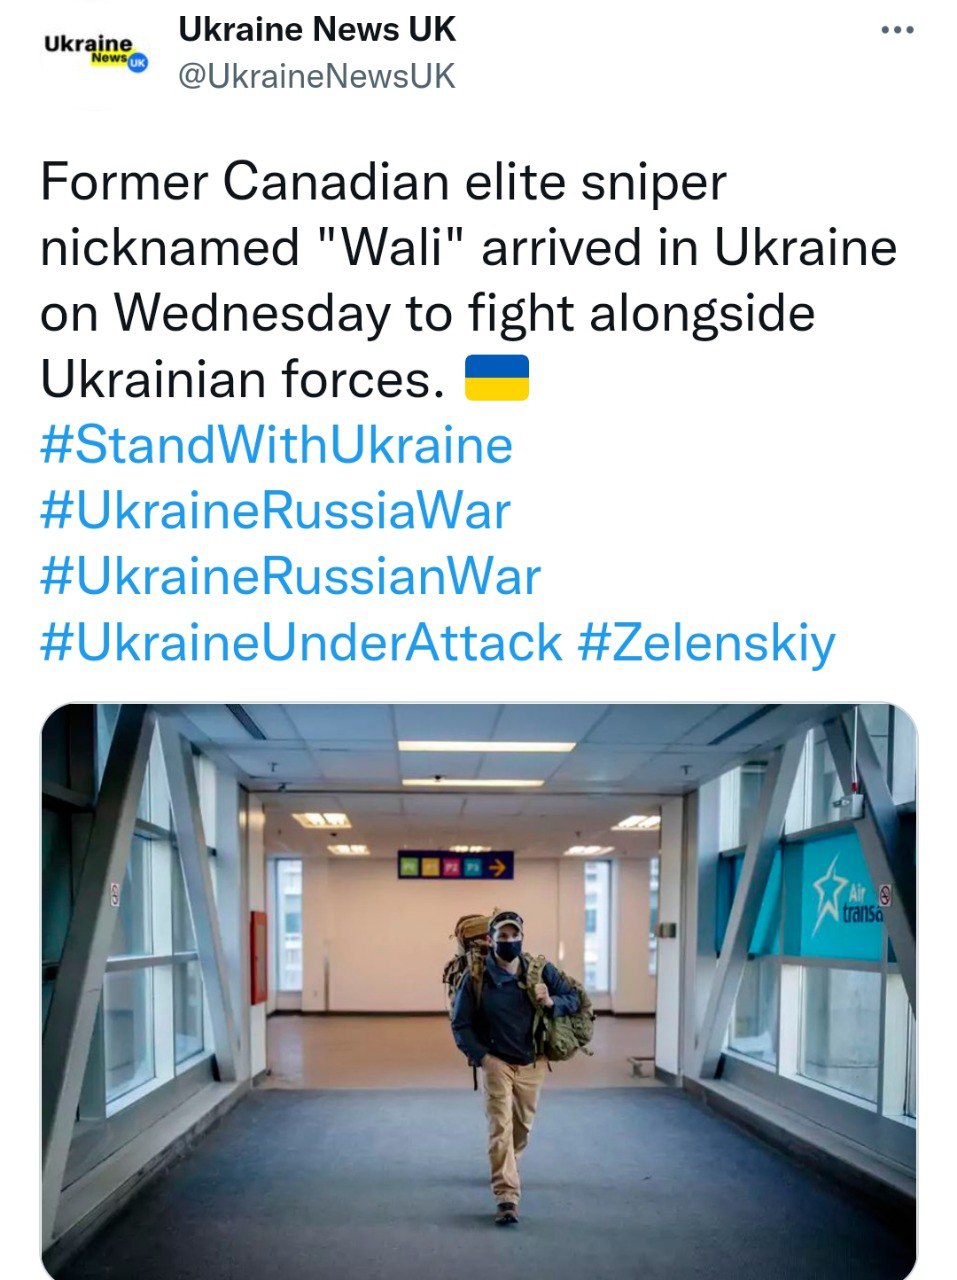 Ukraine
News UK
Ukraine News UK
@UkraineNewsUK
Former Canadian elite sniper
nicknamed "Wali" arrived in Ukraine
on Wednesday to fight alongside
Ukrainian forces. 🇺🇦
#StandWithUkraine
#UkraineRussiaWar
#UkraineRussianWar
#UkraineUnderAttack #Zelenskiy
Air
transa